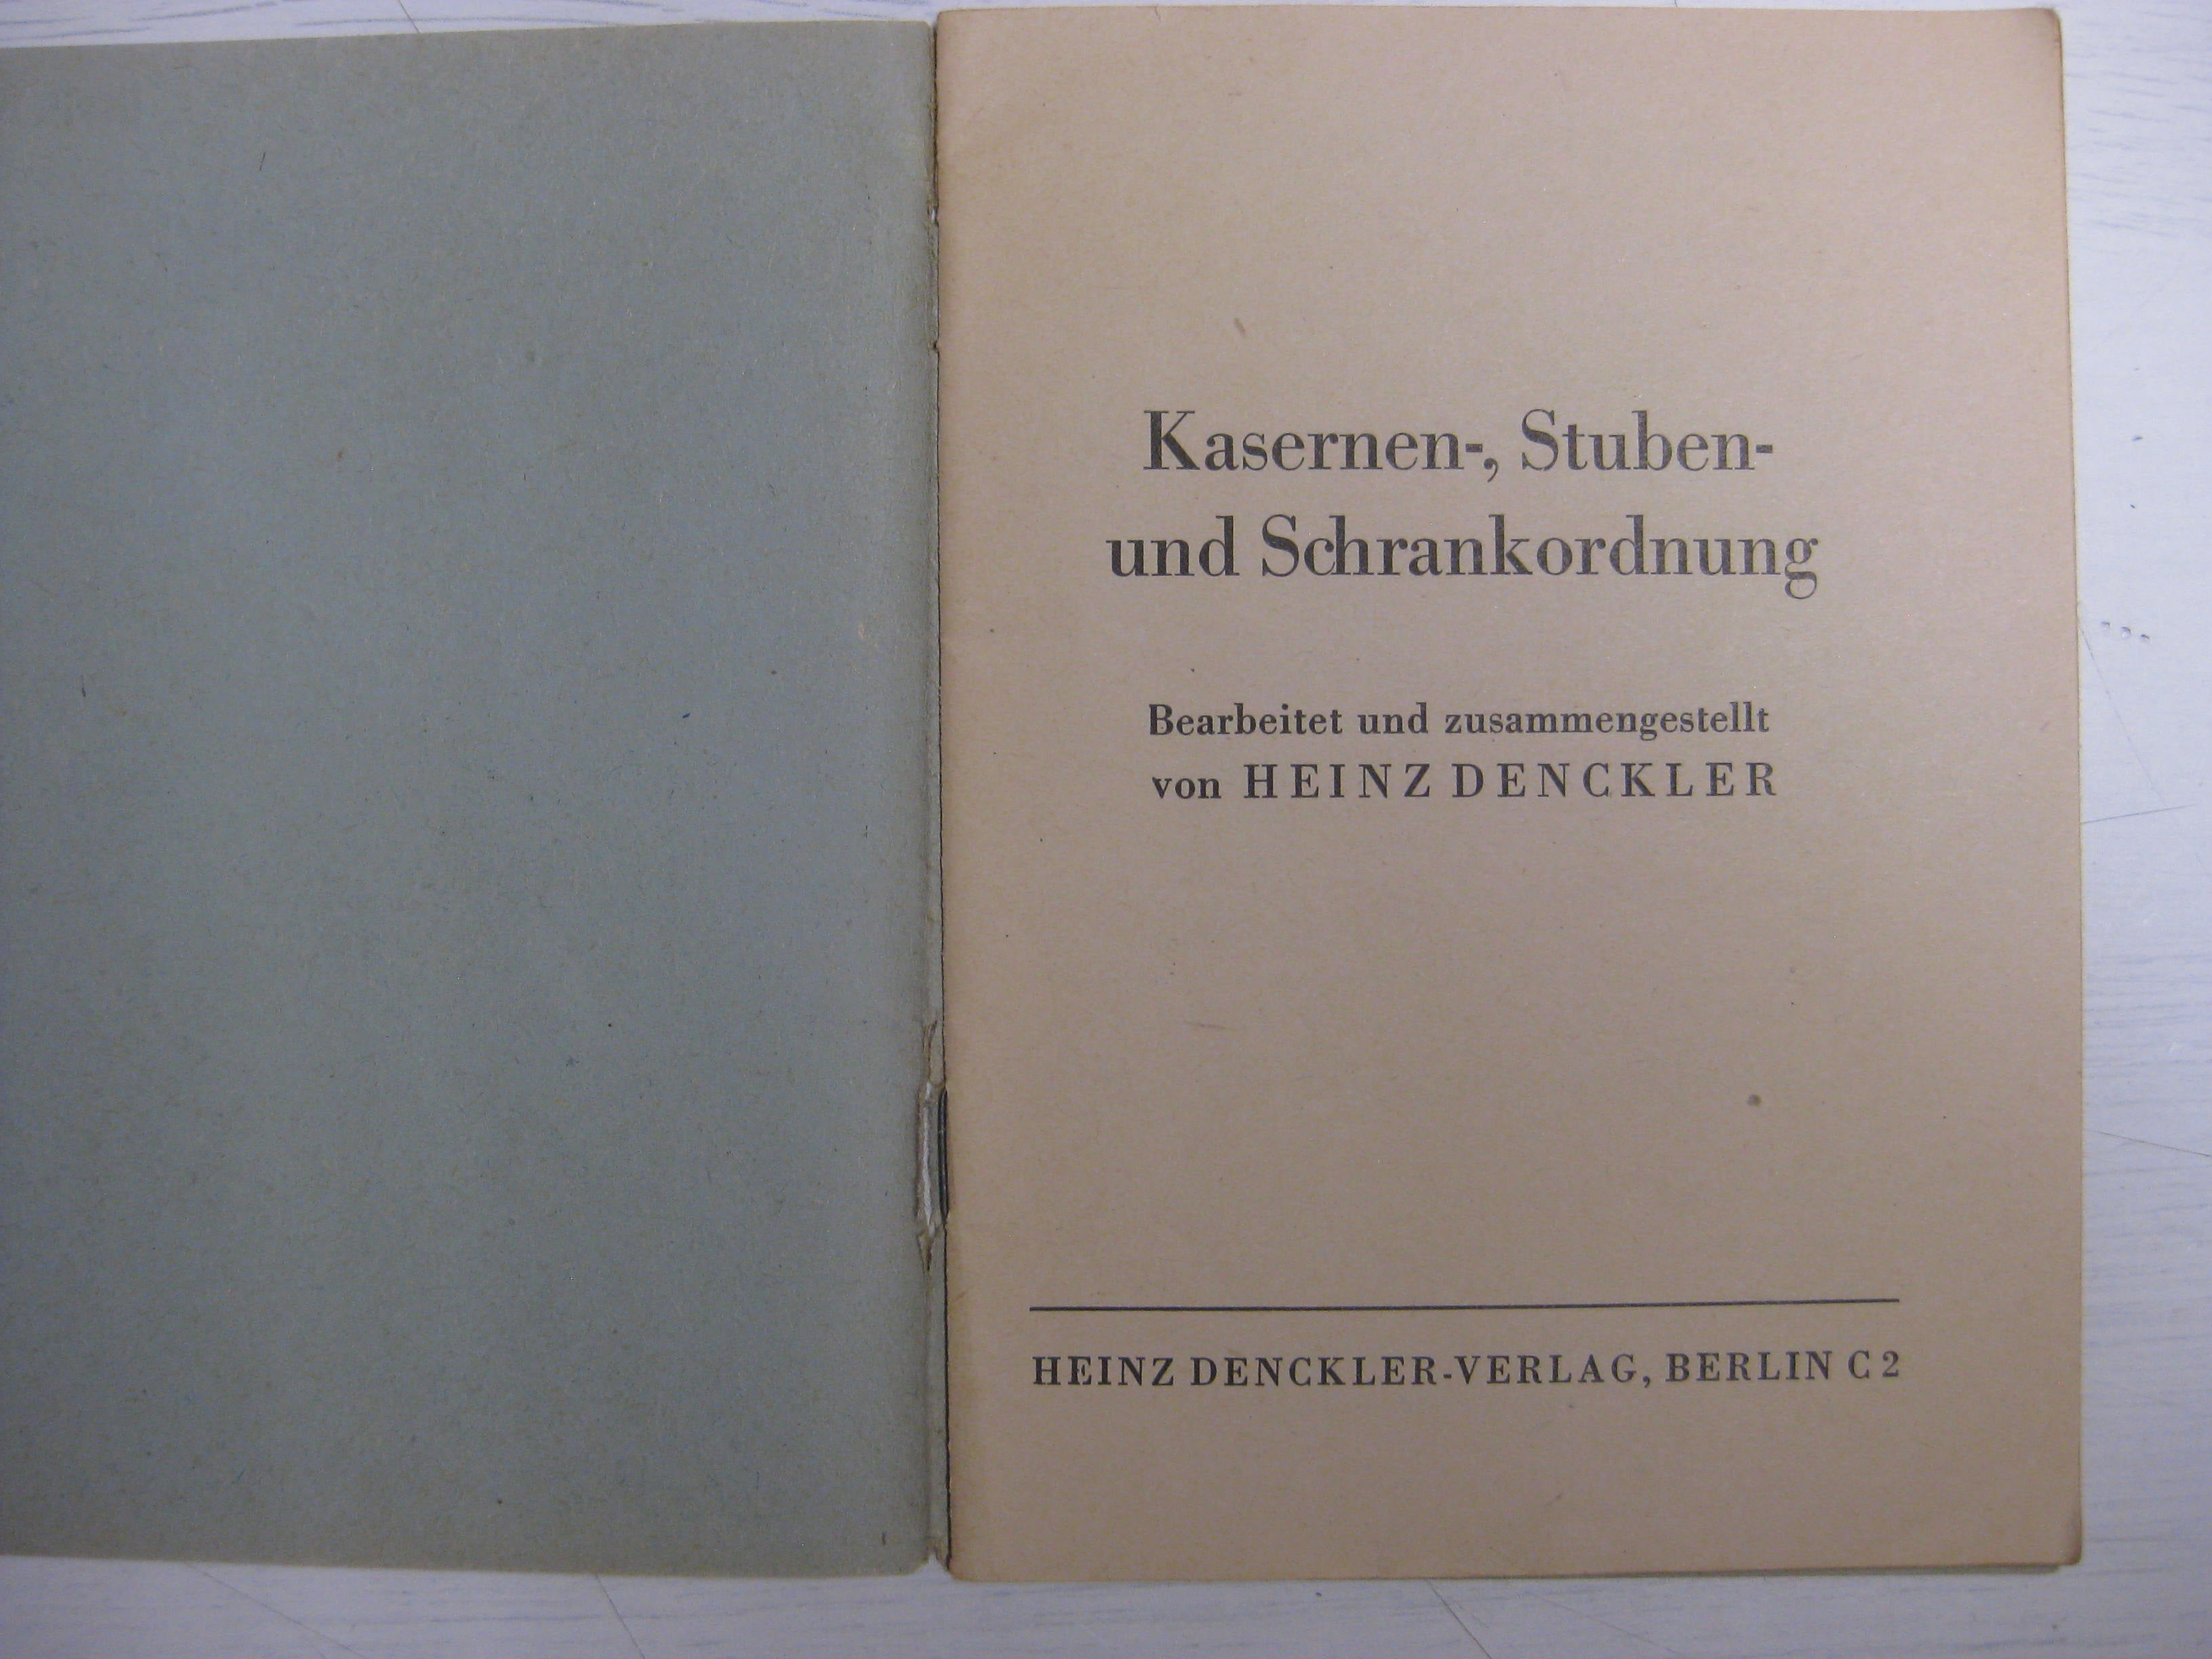 Kasernen-, Stuben-
und Schrankordnung
Bearbeitet und zusammengestellt
von HEINZ DENCKLER
HEINZ DENCKLER-VERLAG, BERLIN C 2